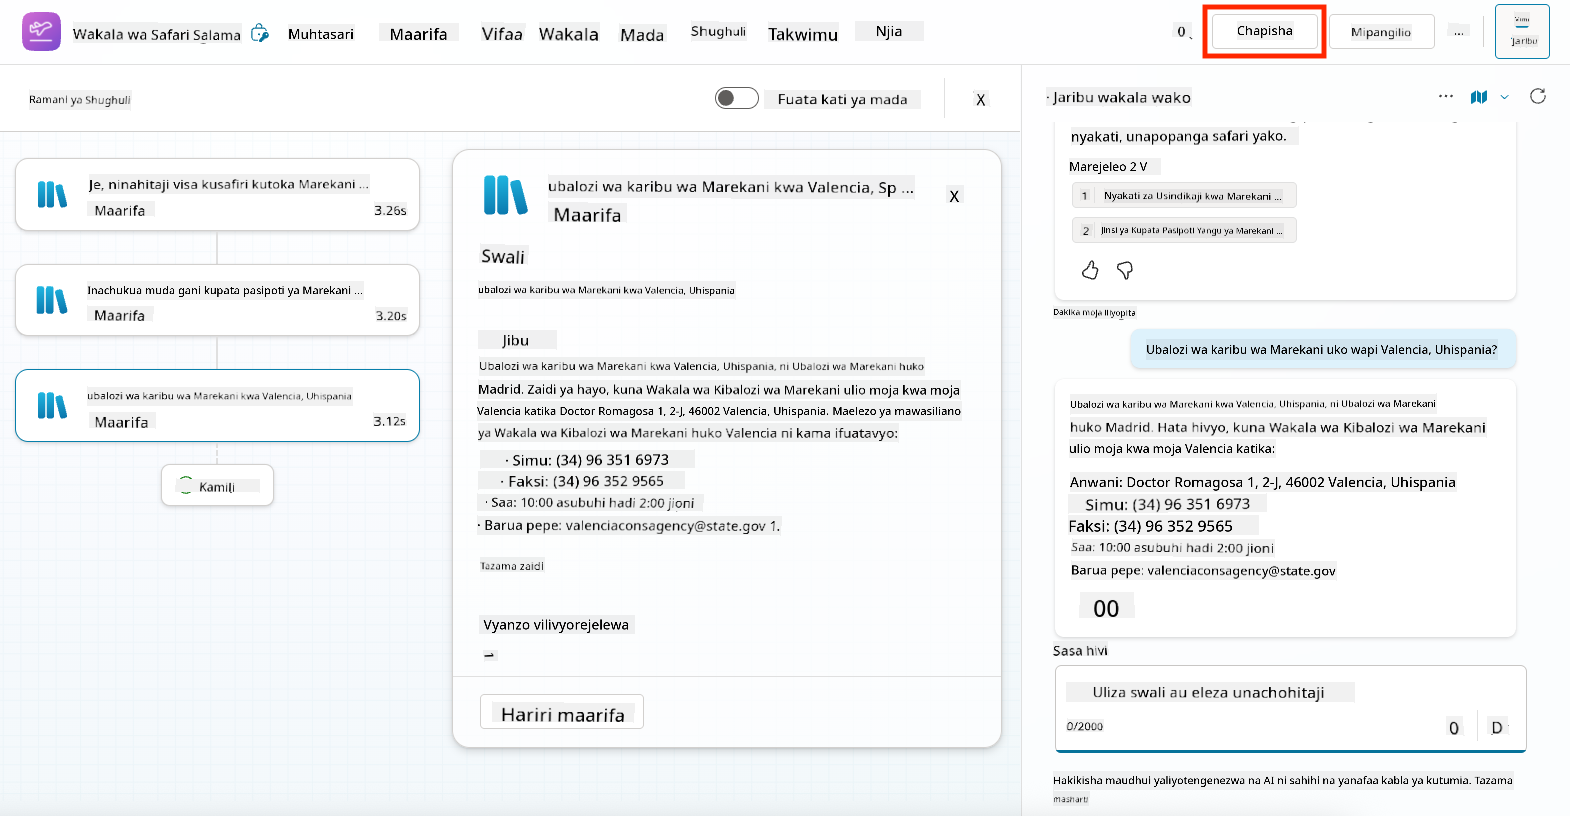 Wakala wa Safari Salama
Muhtasari
Maarifa
Vifaa
Wakala
Mada
Shughuli
Takwimu
Njia
Chapisha
Mipangilio
...
Jaribu
Ramani ya Shughuli
Fuata kati ya mada
X
Je, ninahitaji visa kusafiri kutoka Marekani ...
Maarifa
3.26s
Inachukua muda gani kupata pasipoti ya Marekani ...
Maarifa
3.20s
ubalozi wa karibu wa Marekani kwa Valencia, Uhispania
Maarifa
3.12s
Kamili
ubalozi wa karibu wa Marekani kwa Valencia, Sp ...
Maarifa
X
Swali
ubalozi wa karibu wa Marekani kwa Valencia, Uhispania
Jibu
Ubalozi wa karibu wa Marekani kwa Valencia, Uhispania, ni Ubalozi wa Marekani huko
Madrid. Zaidi ya hayo, kuna Wakala wa Kibalozi wa Marekani ulio moja kwa moja
Valencia katika Doctor Romagosa 1, 2-J, 46002 Valencia, Uhispania. Maelezo ya mawasiliano
ya Wakala wa Kibalozi wa Marekani huko Valencia ni kama ifuatavyo:
· Simu: (34) 96 351 6973
· Faksi: (34) 96 352 9565
· Saa: 10:00 asubuhi hadi 2:00 jioni
· Barua pepe: valenciaconsagency@state.gov 1.
Tazama zaidi
Vyanzo vilivyorejelewa
Hariri maarifa
· Jaribu wakala wako
nyakati, unapopanga safari yako.
Marejeleo 2 V
1 Nyakati za Usindikaji kwa Marekani ...
2 Jinsi ya Kupata Pasipoti Yangu ya Marekani ...
Dakika moja iliyopita
Ubalozi wa karibu wa Marekani uko wapi Valencia, Uhispania?
Ubalozi wa karibu wa Marekani kwa Valencia, Uhispania, ni Ubalozi wa Marekani
huko Madrid. Hata hivyo, kuna Wakala wa Kibalozi wa Marekani
ulio moja kwa moja Valencia katika:
Anwani: Doctor Romagosa 1, 2-J, 46002 Valencia, Uhispania
Simu: (34) 96 351 6973
Faksi: (34) 96 352 9565
Saa: 10:00 asubuhi hadi 2:00 jioni
Barua pepe: valenciaconsagency@state.gov
00
Sasa hivi
Uliza swali au eleza unachohitaji
0/2000
0
D
Hakikisha maudhui yaliyotengenezwa na AI ni sahihi na yanafaa kabla ya kutumia. Tazama
masharti